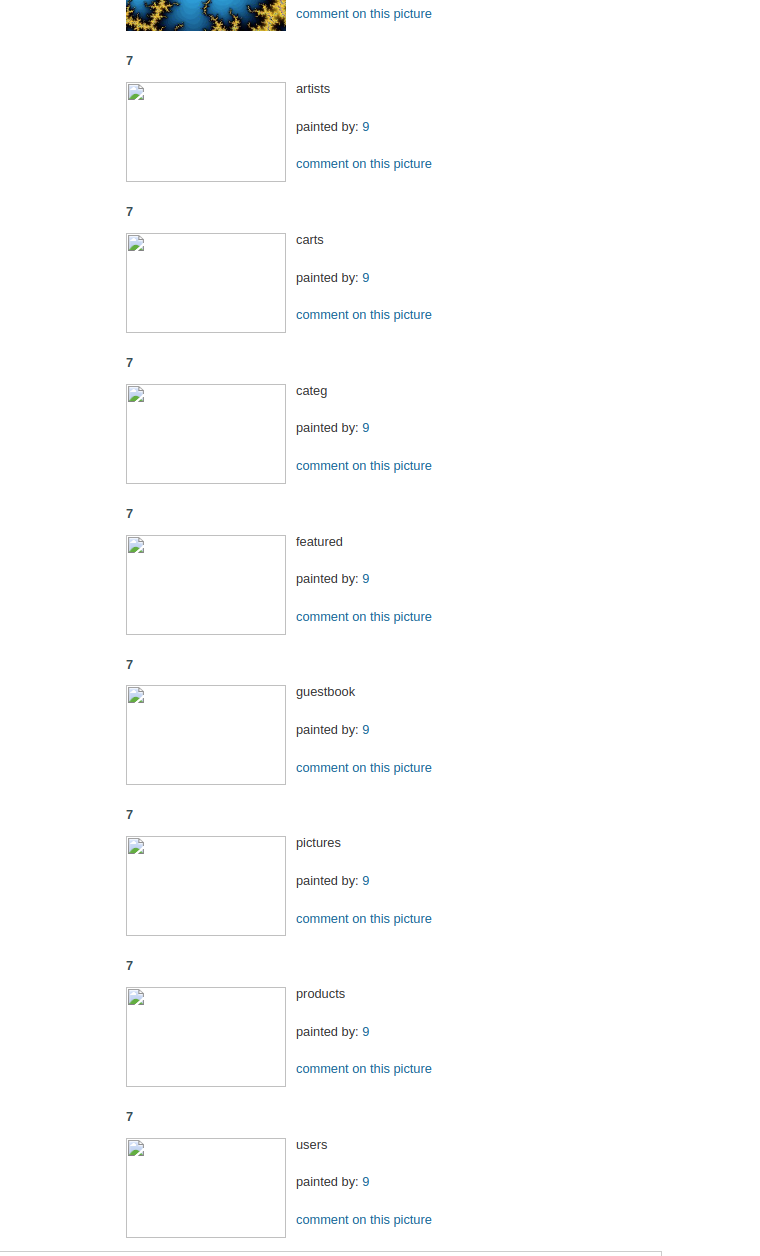 comment on this picture
7
artists
painted by: 9
comment on this picture
7
carts
painted by: 9
comment on this picture
7
categ
painted by: 9
comment on this picture
7
featured
painted by: 9
comment on this picture
7
guestbook
painted by: 9
comment on this picture
7
pictures
painted by: 9
comment on this picture
7
products
painted by: 9
comment on this picture
7
users
painted by: 9
comment on this picture